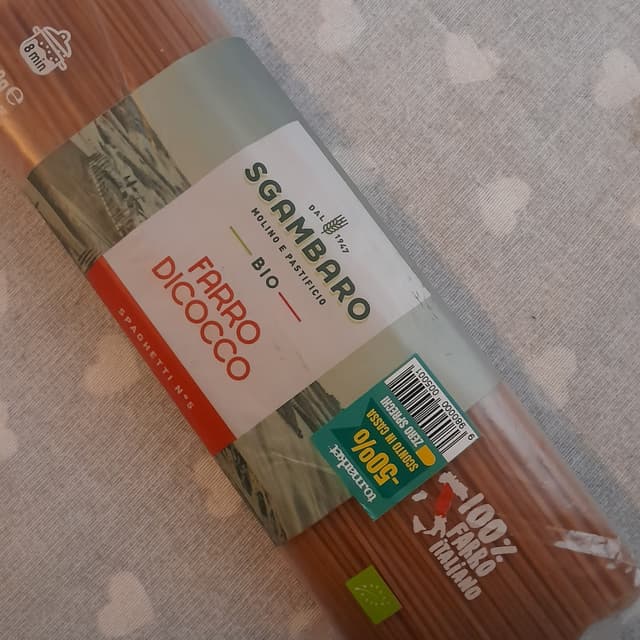 8 min
SGAMBARO
DAL 1947
MOLINO E PASTIFICIO
BIO
FARRO
DICOCCO
SPAGHETTI N°5
-50%
SCONTO IN CASSA
ZERO SPRECHI
tomarket
100%
FARRO
ITALIANO